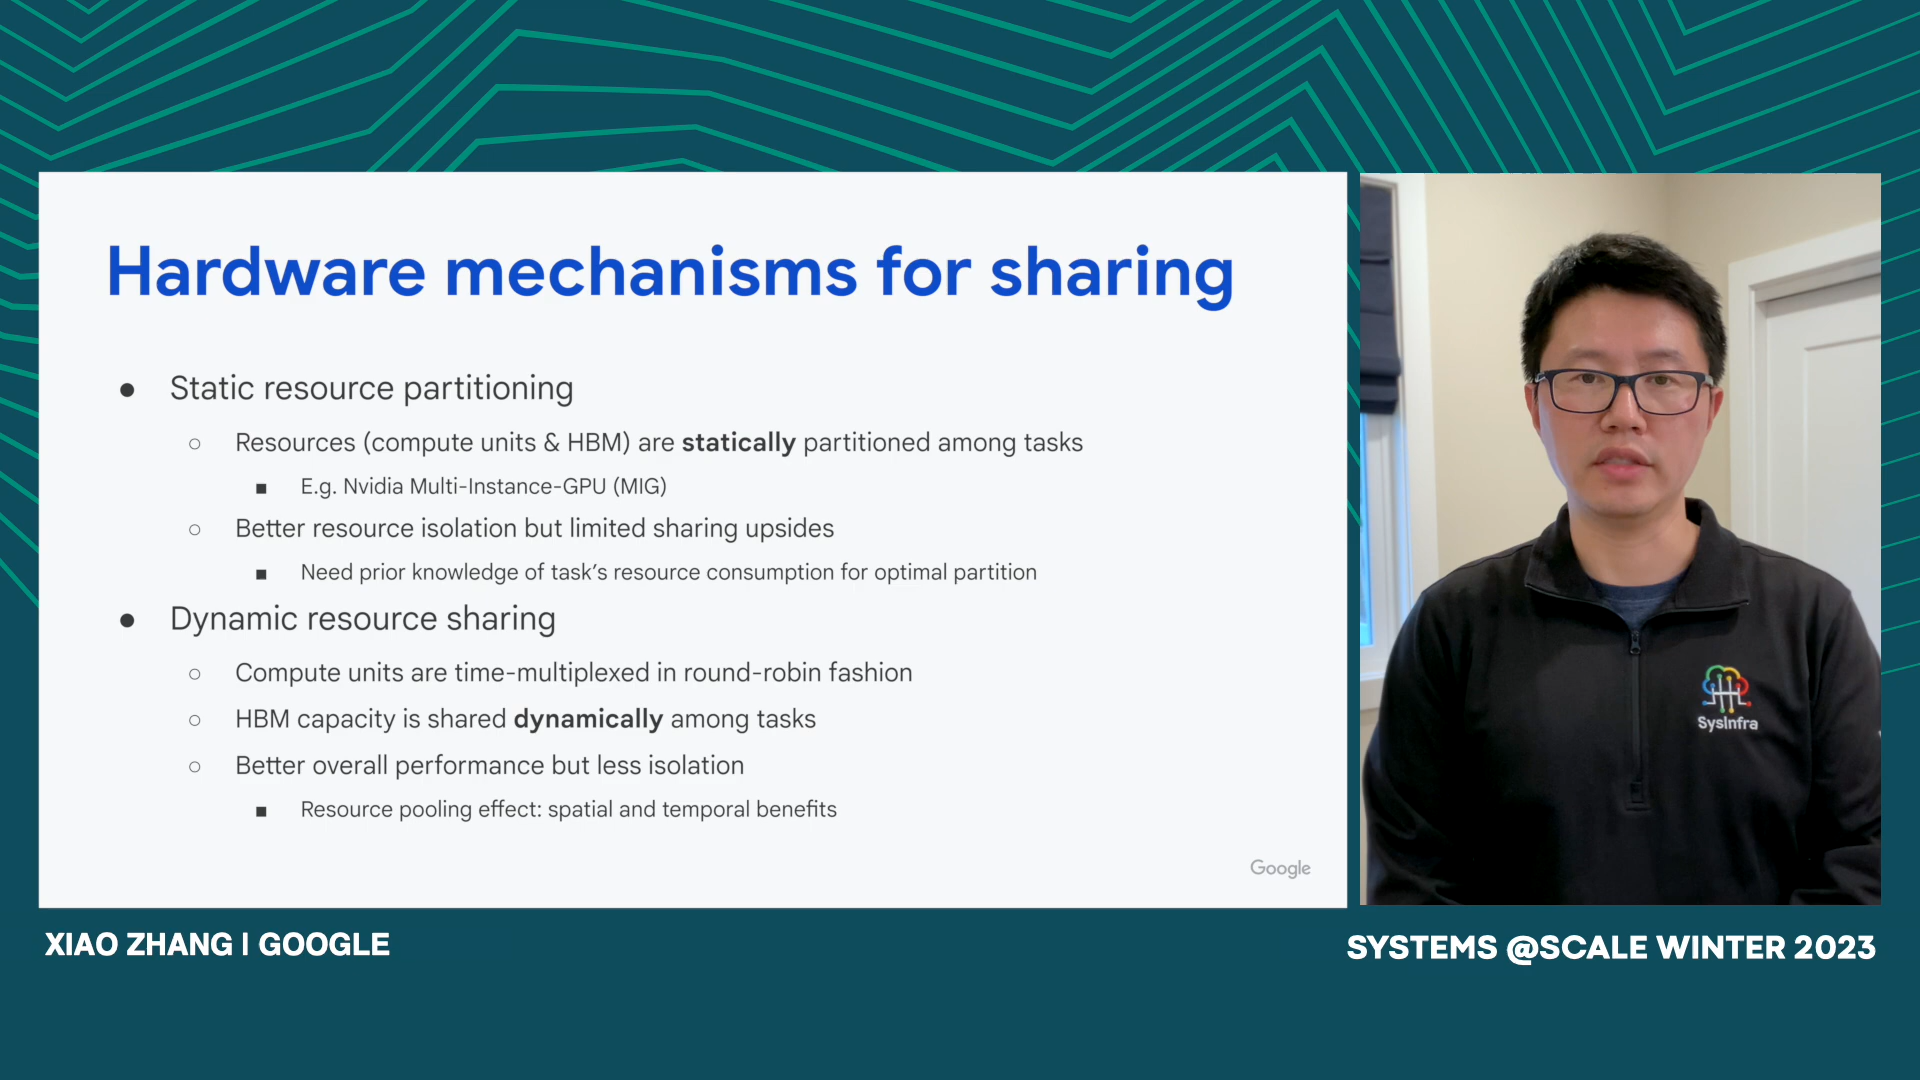 Hardware mechanisms for sharing
● Static resource partitioning
○ Resources (compute units & HBM) are statically partitioned among tasks
■ E.g. Nvidia Multi-Instance-GPU (MIG)
○ Better resource isolation but limited sharing upsides
■ Need prior knowledge of task’s resource consumption for optimal partition
● Dynamic resource sharing
○ Compute units are time-multiplexed in round-robin fashion
○ HBM capacity is shared dynamically among tasks
○ Better overall performance but less isolation
■ Resource pooling effect: spatial and temporal benefits
Google
SysInfra
XIAO ZHANG | GOOGLE
SYSTEMS @SCALE WINTER 2023